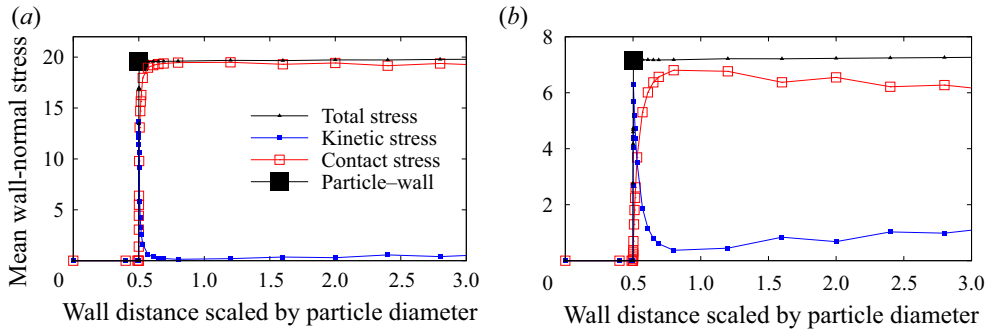 (a)
(b)
Mean wall-normal stress
20
15
10
5
0.5
1.0
1.5
2.0
2.5
3.0
Total stress
Kinetic stress
Contact stress
Particle–wall
Wall distance scaled by particle diameter
8
6
4
2
0.5
1.0
1.5
2.0
2.5
3.0
Wall distance scaled by particle diameter